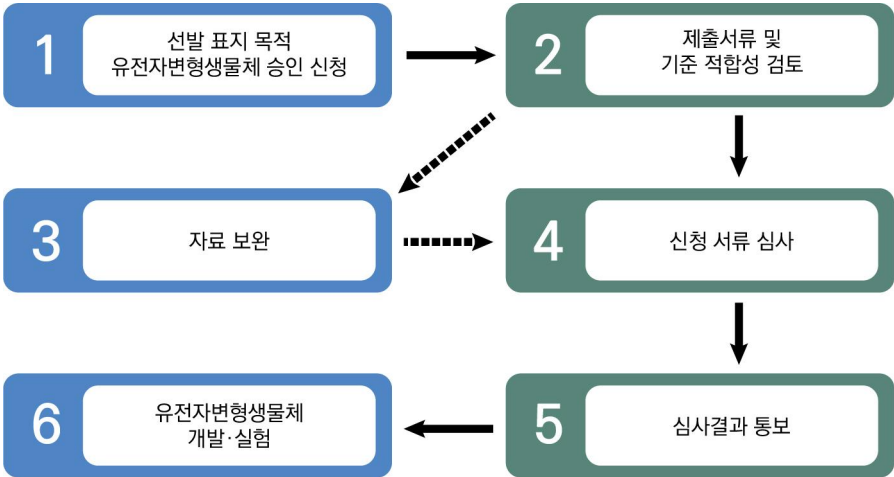 1
선발 표지 목적
유전자변형생물체 승인 신청
2
제출서류 및
기준 적합성 검토
3
자료 보완
4
신청 서류 심사
6
유전자변형생물체
개발·실험
5
심사결과 통보